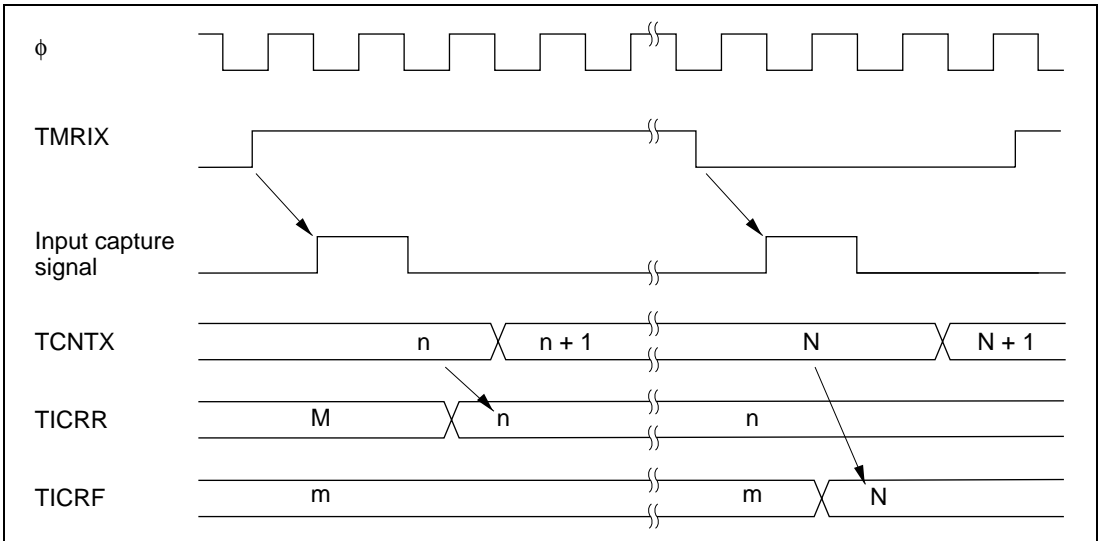 φ
TMRIX
Input capture
signal
TCNTX n n + 1 N N + 1
TICRR M n n
TICRF m m N